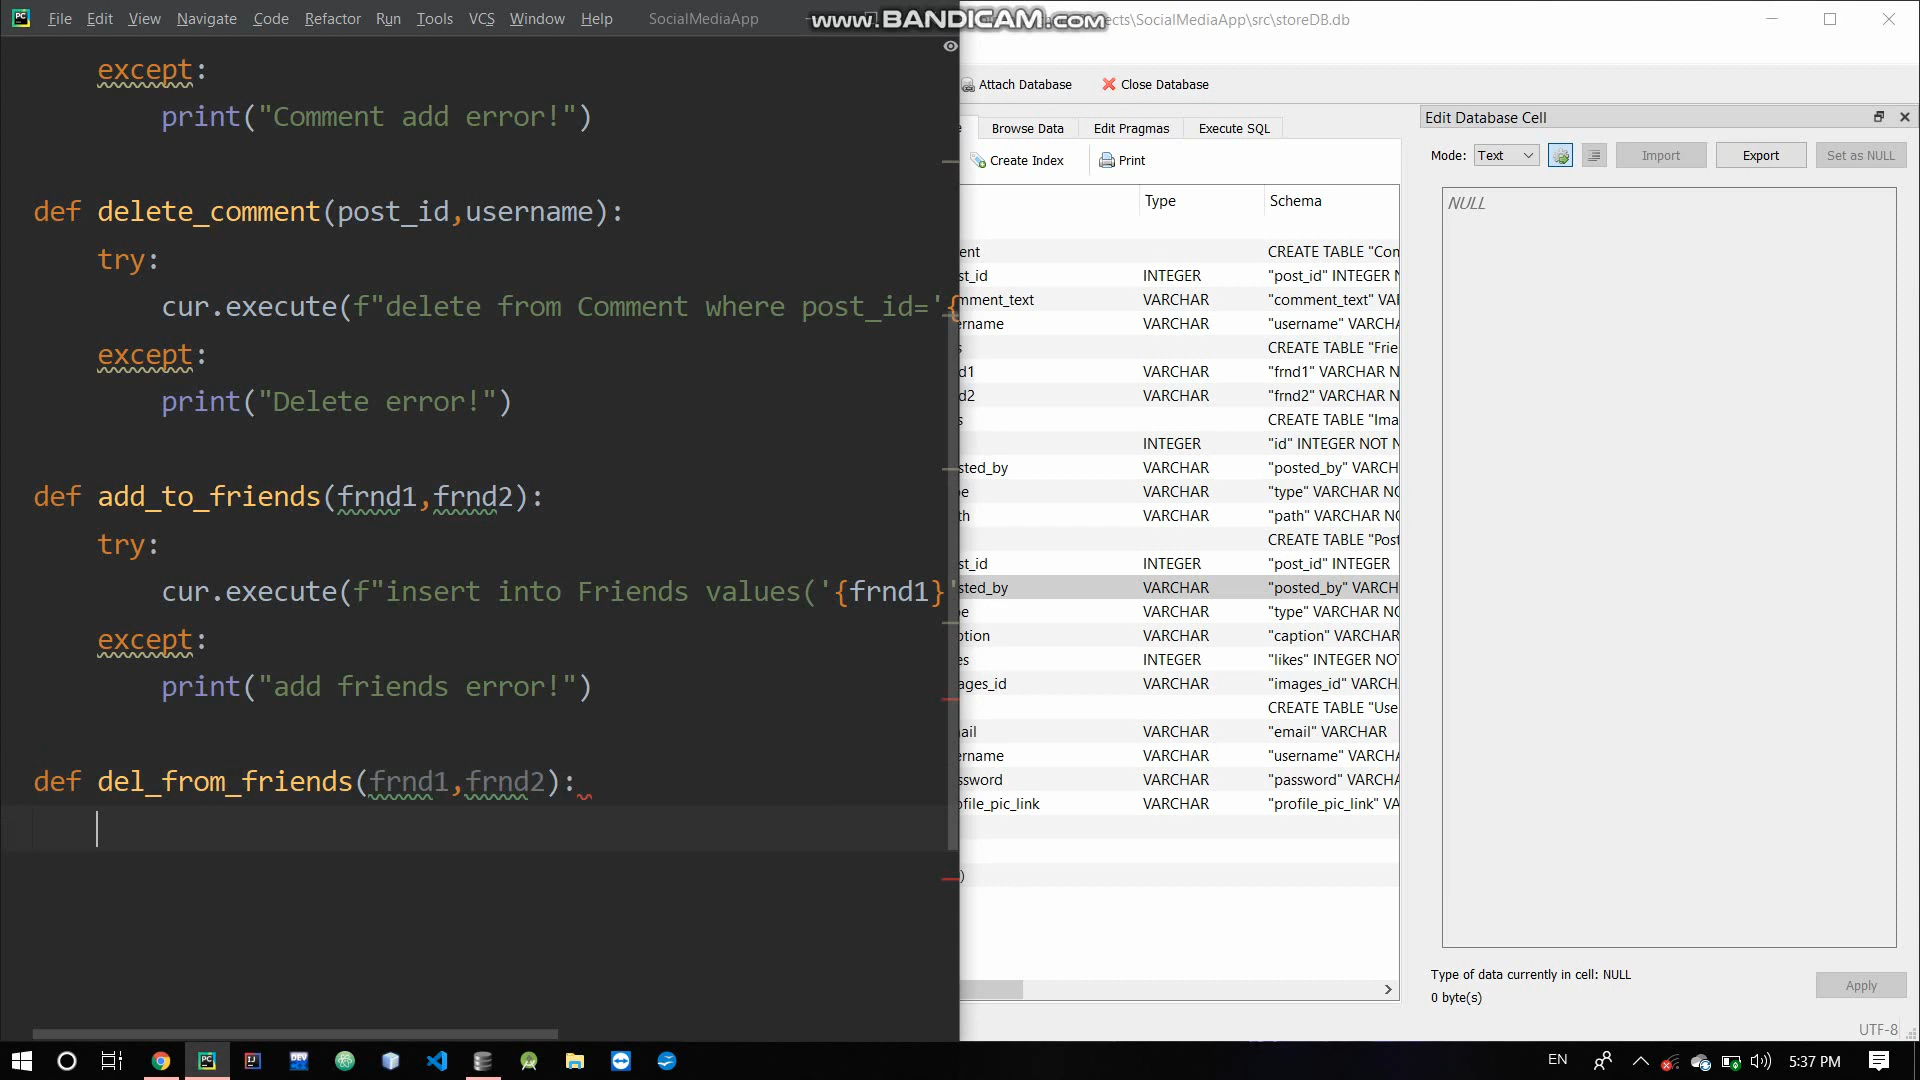 File Edit View Navigate Code Refactor Run Tools VCS Window Help SocialMediaApp
www.BANDICAM.com
ects\SocialMediaApp\src\storeDB.db
except:
print("Comment add error!")
def delete_comment(post_id,username):
try:
cur.execute(f"delete from Comment where post_id='{
except:
print("Delete error!")
def add_to_friends(frnd1,frnd2):
try:
cur.execute(f"insert into Friends values('{frnd1}'
except:
print("add friends error!")
def del_from_friends(frnd1,frnd2):
Attach Database Close Database
Browse Data Edit Pragmas Execute SQL
Create Index Print
Type Schema
ent CREATE TABLE "Con
st_id INTEGER "post_id" INTEGER N
mment_text VARCHAR "comment_text" VAR
ername VARCHAR "username" VARCHA
s CREATE TABLE "Frie
d1 VARCHAR "frnd1" VARCHAR N
d2 VARCHAR "frnd2" VARCHAR N
s CREATE TABLE "Ima
INTEGER "id" INTEGER NOT N
sted_by VARCHAR "posted_by" VARCH
pe VARCHAR "type" VARCHAR NO
th VARCHAR "path" VARCHAR NO
CREATE TABLE "Post
st_id INTEGER "post_id" INTEGER
sted_by VARCHAR "posted_by" VARCH
pe VARCHAR "type" VARCHAR NO
ption VARCHAR "caption" VARCHAR
es INTEGER "likes" INTEGER NOT
ages_id VARCHAR "images_id" VARCH
CREATE TABLE "Use
ail VARCHAR "email" VARCHAR
ername VARCHAR "username" VARCHA
ssword VARCHAR "password" VARCHA
ofile_pic_link VARCHAR "profile_pic_link" VA
)
Edit Database Cell
Mode: Text Import Export Set as NULL
NULL
Type of data currently in cell: NULL
0 byte(s)
Apply
UTF-8
EN 5:37 PM